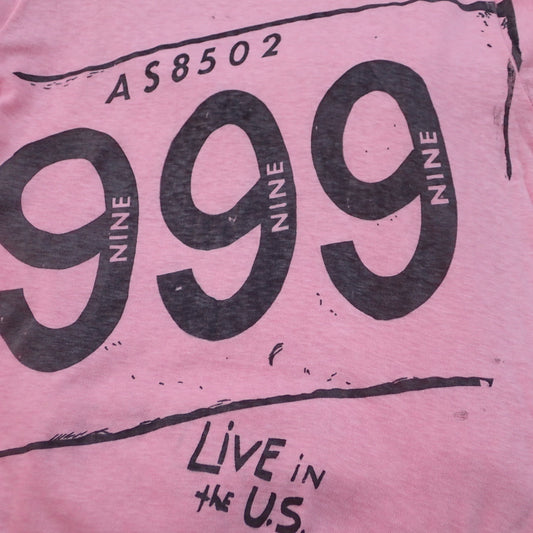 AS8502
999
NINE NINE NINE
LiVE in
the U.S.